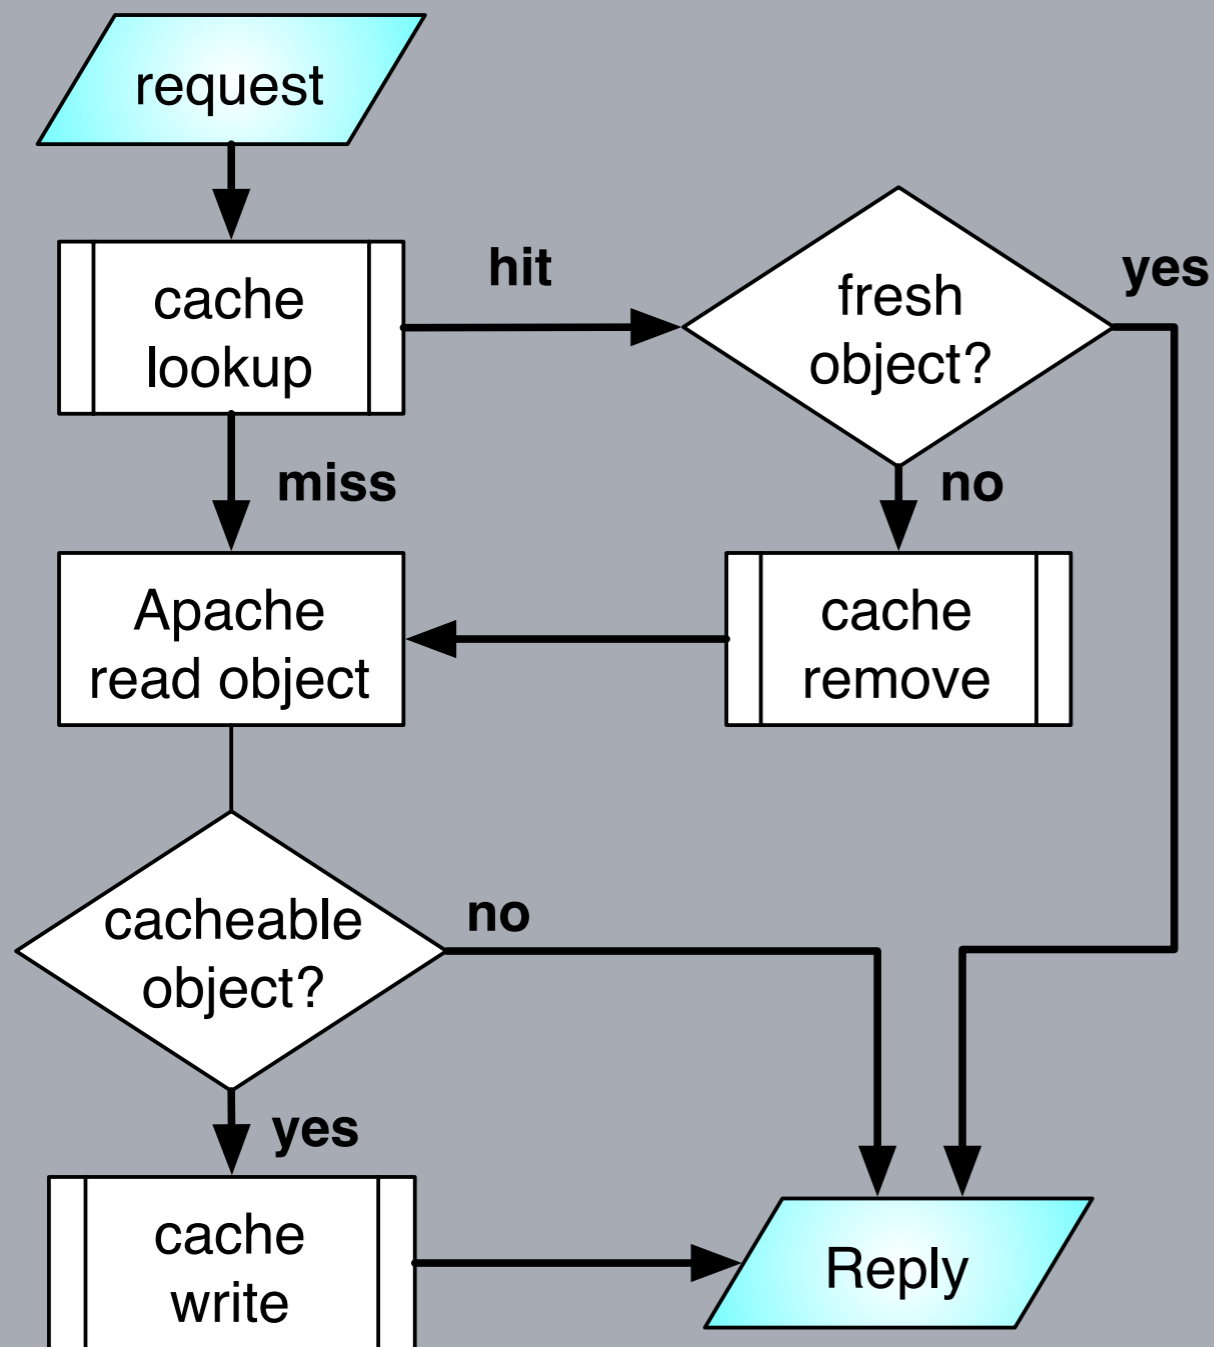 request
cache
lookup
hit
fresh
object?
yes
miss
no
Apache
read object
cache
remove
cacheable
object?
no
yes
cache
write
Reply